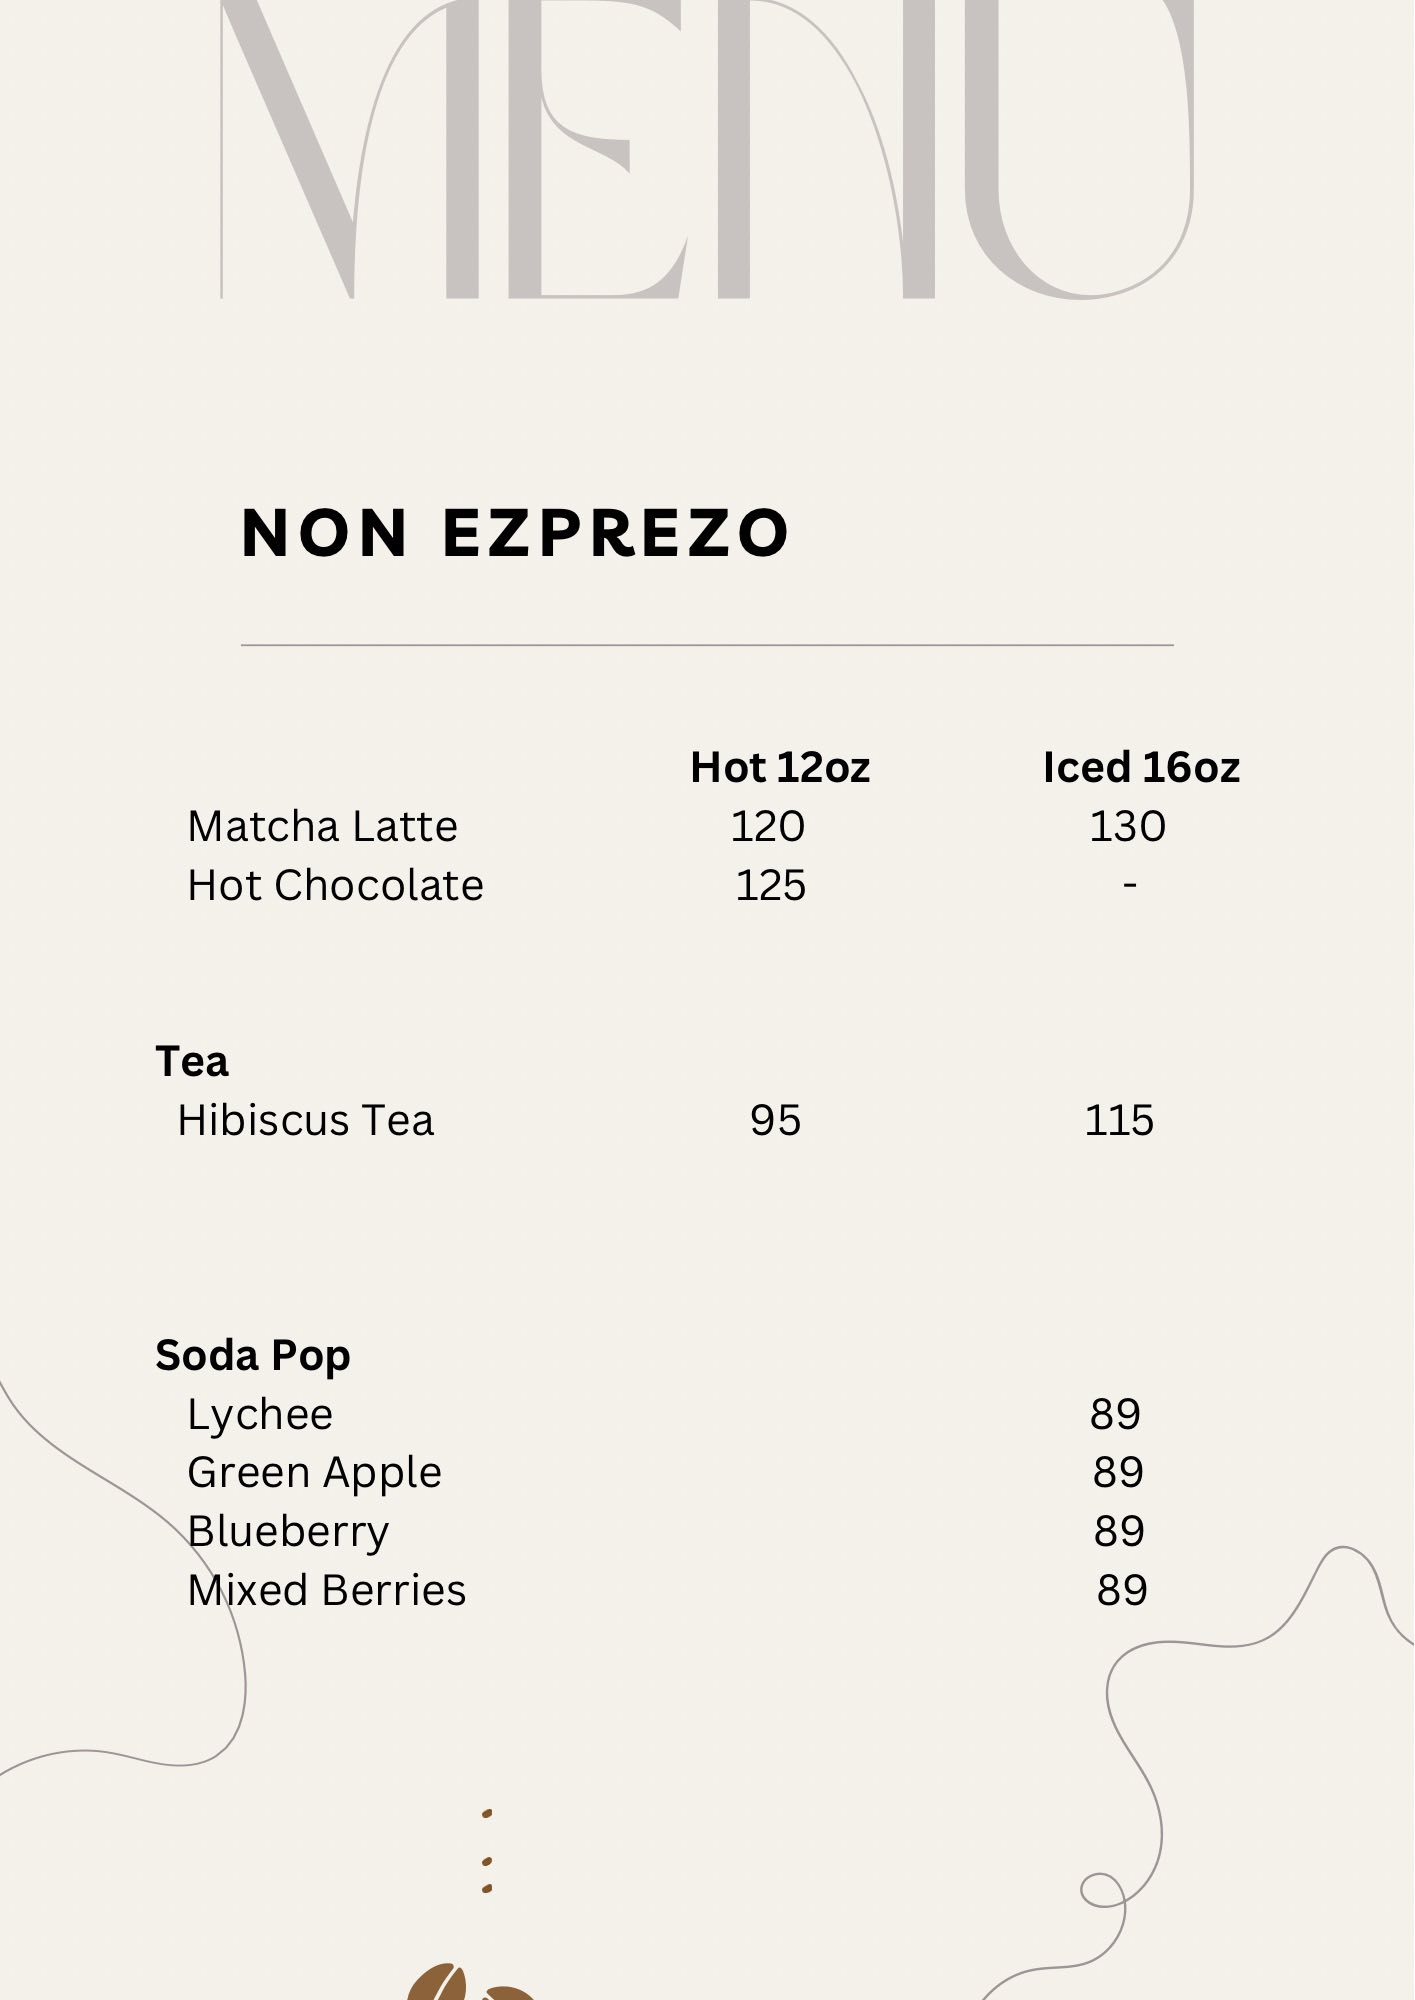 MENU
NON EZPREZO
Hot 12oz Iced 16oz
Matcha Latte 120 130
Hot Chocolate 125 -
Tea
Hibiscus Tea 95 115
Soda Pop
Lychee 89
Green Apple 89
Blueberry 89
Mixed Berries 89